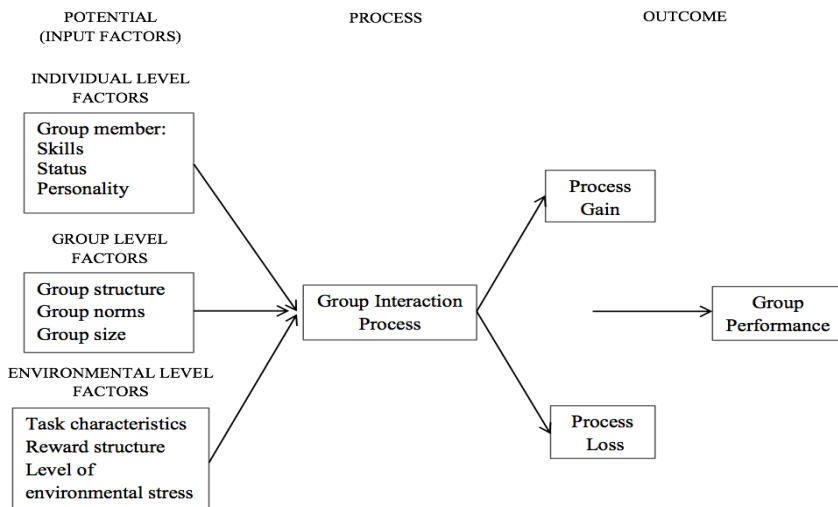 POTENTIAL
(INPUT FACTORS)
PROCESS
OUTCOME
INDIVIDUAL LEVEL
FACTORS
Group member:
Skills
Status
Personality
GROUP LEVEL
FACTORS
Group structure
Group norms
Group size
ENVIRONMENTAL LEVEL
FACTORS
Task characteristics
Reward structure
Level of
environmental stress
Group Interaction
Process
Process
Gain
Process
Loss
Group
Performance